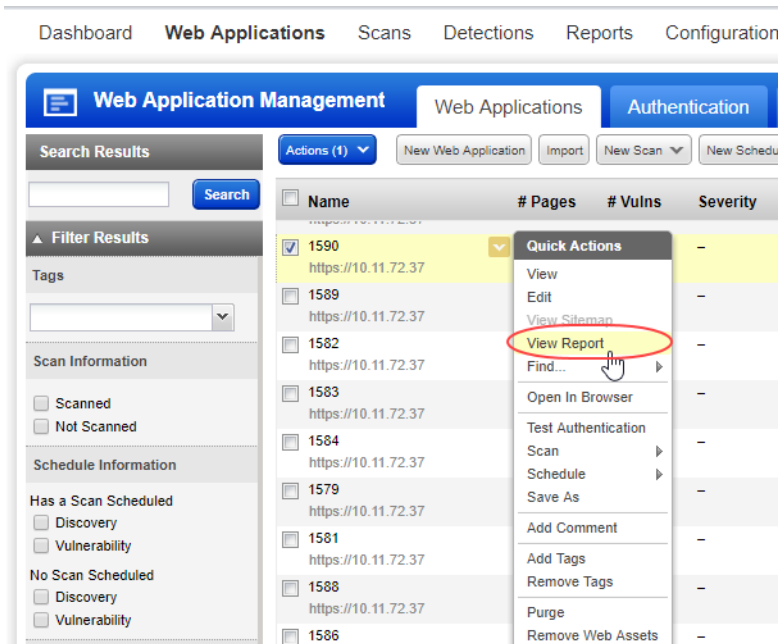 Dashboard Web Applications Scans Detections Reports Configuration
Web Application Management Web Applications Authentication
Search Results
Actions (1) New Web Application Import New Scan New Schedu
Search
Name # Pages # Vulns Severity
Filter Results
Tags
Scan Information
Scanned
Not Scanned
Schedule Information
Has a Scan Scheduled
Discovery
Vulnerability
No Scan Scheduled
Discovery
Vulnerability
1590 –
https://10.11.72.37
1589 –
https://10.11.72.37
1582 –
https://10.11.72.37
1583 –
https://10.11.72.37
1584 –
https://10.11.72.37
1579 –
https://10.11.72.37
1581 –
https://10.11.72.37
1588 –
https://10.11.72.37
1586 –
Quick Actions
View
Edit
View Sitemap
View Report
Find...
Open In Browser
Test Authentication
Scan
Schedule
Save As
Add Comment
Add Tags
Remove Tags
Purge
Remove Web Assets